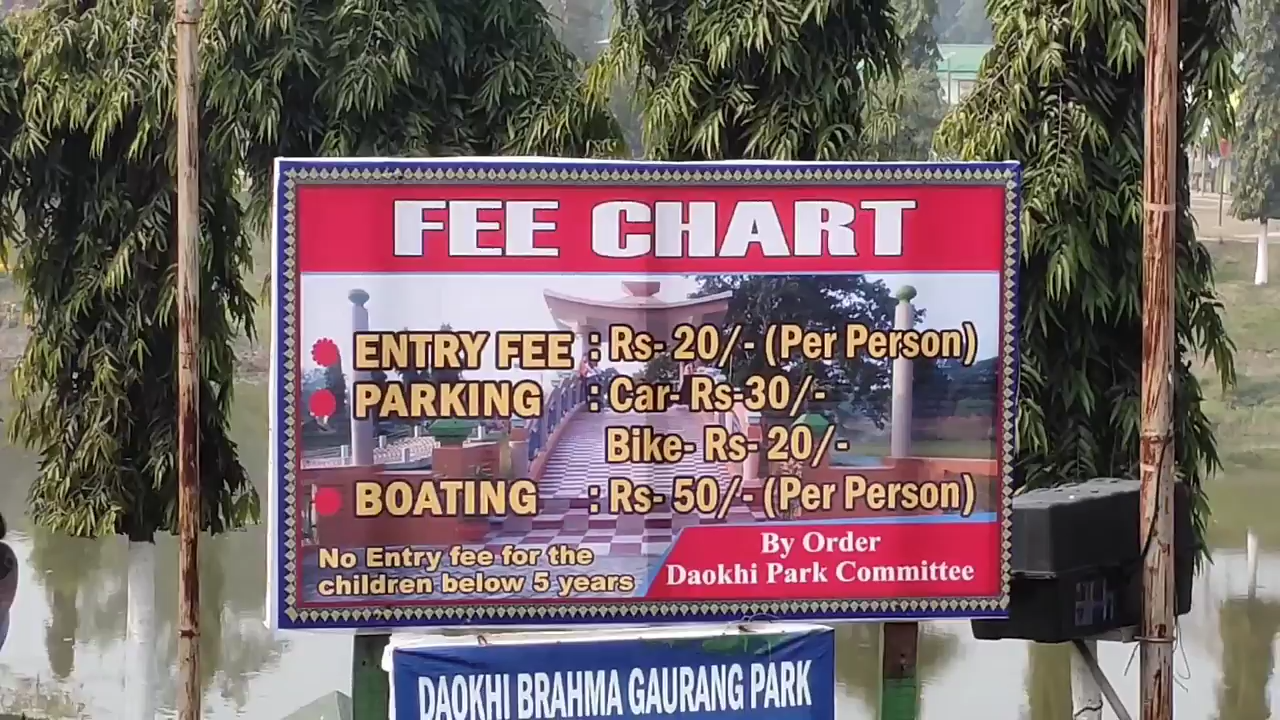 FEE CHART
ENTRY FEE : Rs- 20/- (Per Person)
PARKING : Car- Rs-30/-
Bike- Rs- 20/-
BOATING : Rs- 50/- (Per Person)
No Entry fee for the
children below 5 years
By Order
Daokhi Park Committee
DAOKHI BRAHMA GAURANG PARK